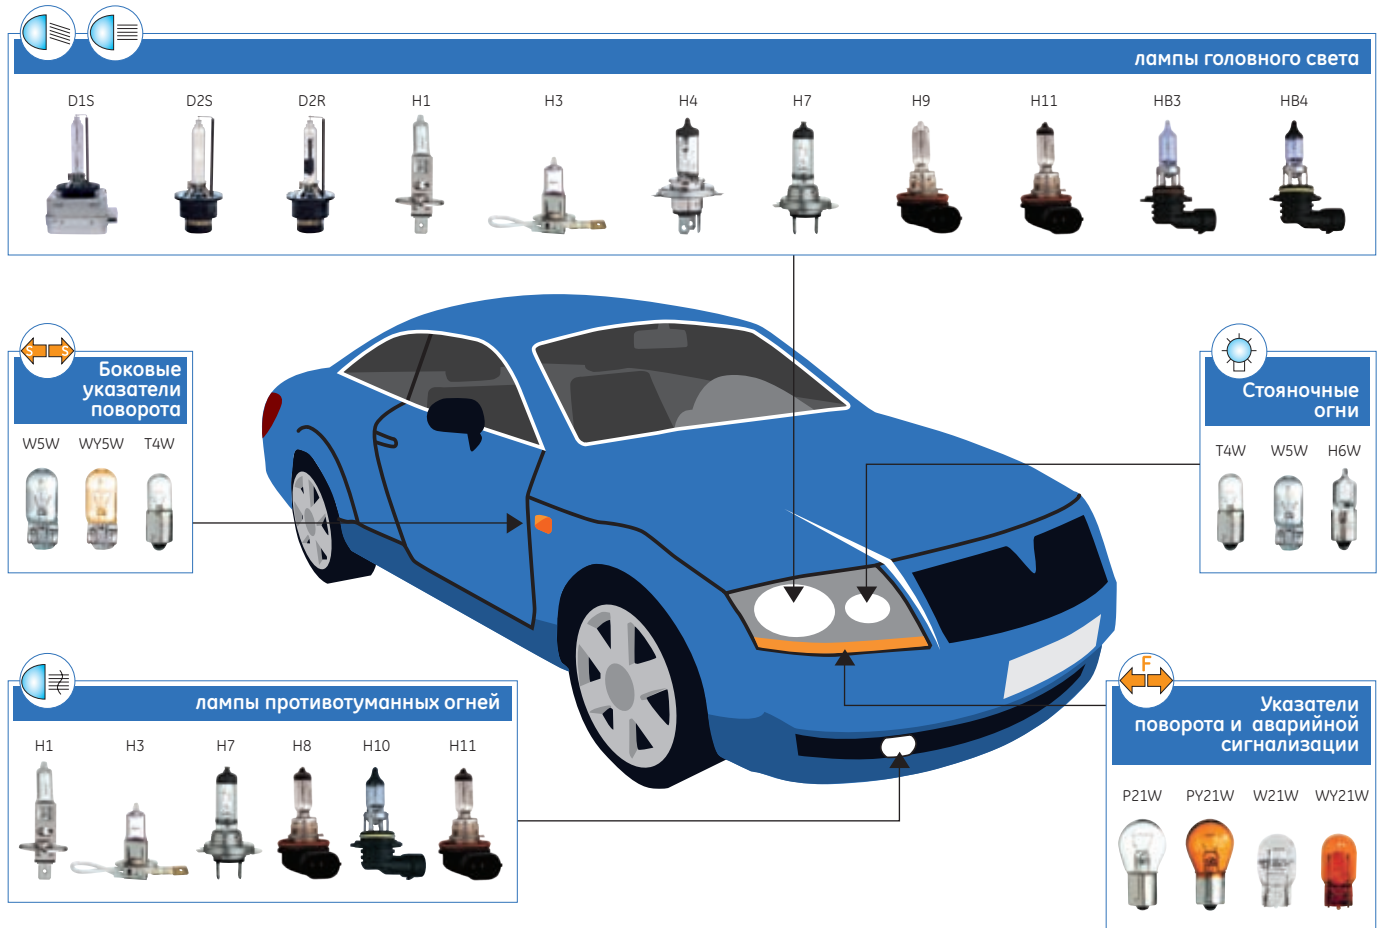 лампы головного света
D1S D2S D2R H1 H3 H4 H7 H9 H11 HB3 HB4
S S
Боковые
указатели
поворота
W5W WY5W T4W
Стояночные
огни
T4W W5W H6W
лампы противотуманных огней
H1 H3 H7 H8 H10 H11
F
Указатели
поворота и аварийной
сигнализации
P21W PY21W W21W WY21W